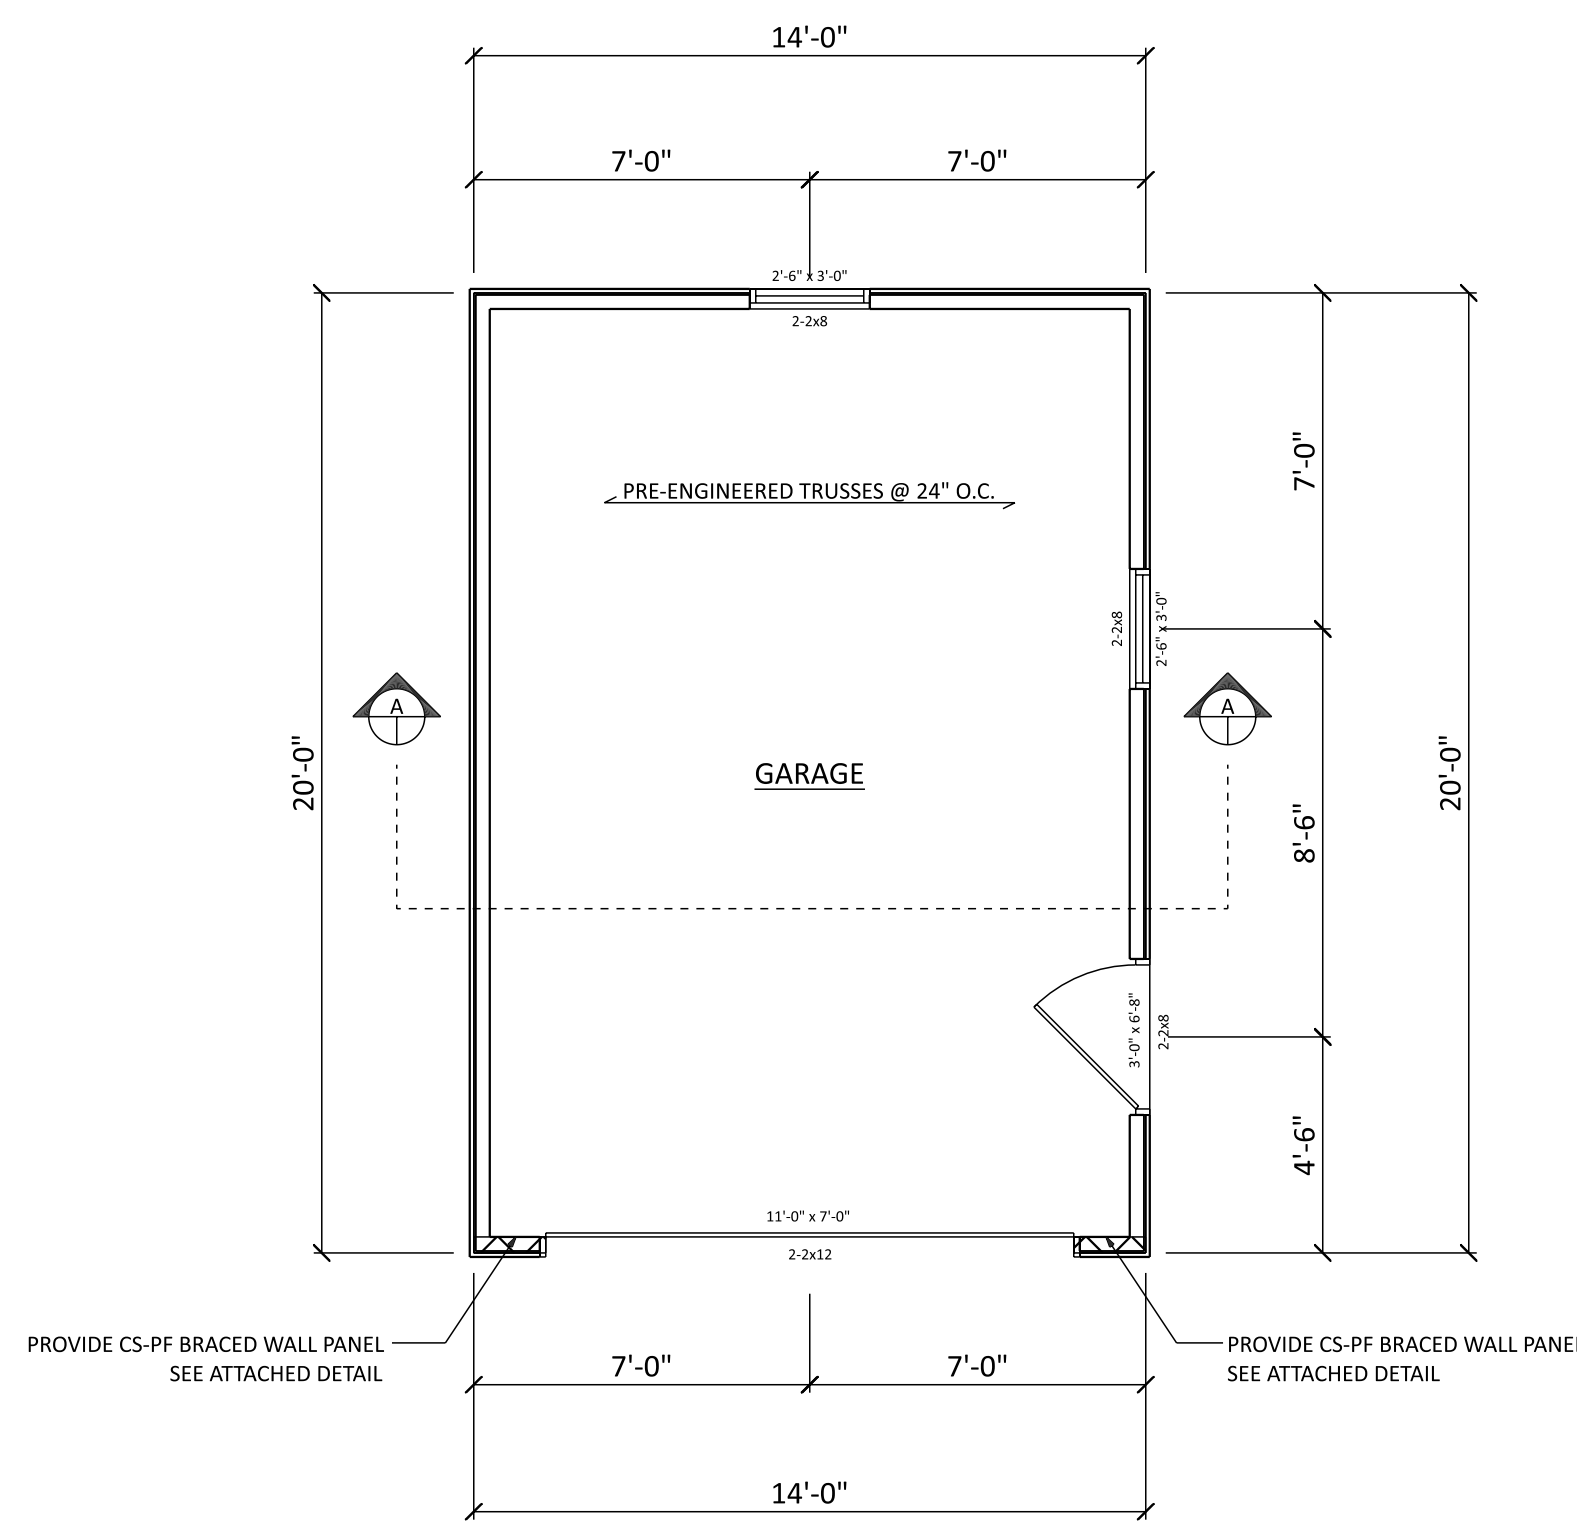 14'-0"
7'-0"
7'-0"
2'-6" x 3'-0"
2-2x8
7'-0"
PRE-ENGINEERED TRUSSES @ 24" O.C.
2-2x8
2'-6" x 3'-0"
A
A
20'-0"
GARAGE
20'-0"
8'-6"
3'-0" x 6'-8"
2-2x8
4'-6"
11'-0" x 7'-0"
2-2x12
PROVIDE CS-PF BRACED WALL PANEL
SEE ATTACHED DETAIL
PROVIDE CS-PF BRACED WALL PANEL
SEE ATTACHED DETAIL
7'-0"
7'-0"
14'-0"